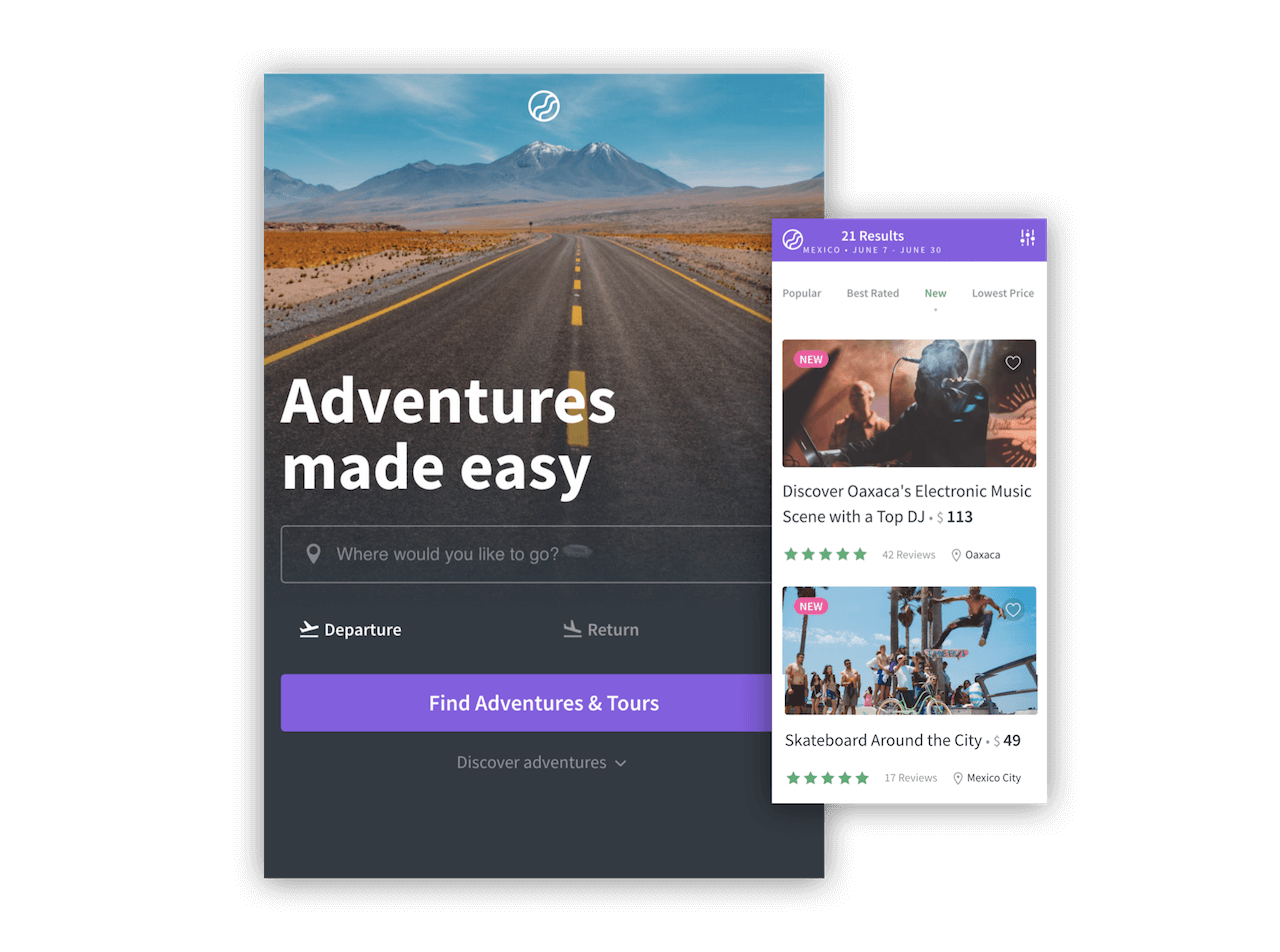 Adventures
made easy
Where would you like to go?
Departure
Return
Find Adventures & Tours
Discover adventures
21 Results
MEXICO • JUNE 7 - JUNE 30
Popular
Best Rated
New
Lowest Price
NEW
Discover Oaxaca's Electronic Music
Scene with a Top DJ • $ 113
42 Reviews
Oaxaca
NEW
Skateboard Around the City • $ 49
17 Reviews
Mexico City